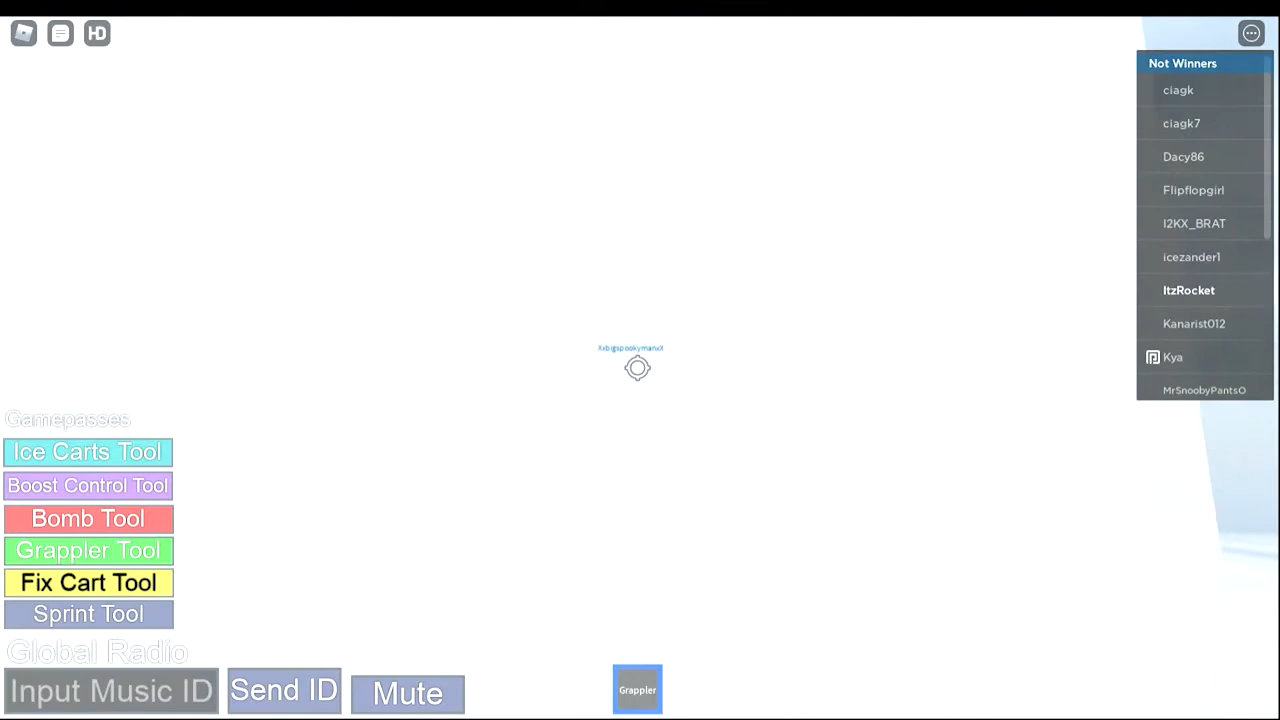 HD
Not Winners
ciagk
ciagk7
Dacy86
Flipflopgirl
I2KX_BRAT
icezander1
ItzRocket
Kanarist012
Kya
MrSnoobyPantsO
XxbigspookymanxX
Gamepasses
Ice Carts Tool
Boost Control Tool
Bomb Tool
Grappler Tool
Fix Cart Tool
Sprint Tool
Global Radio
Input Music ID
Send ID
Mute
Grappler